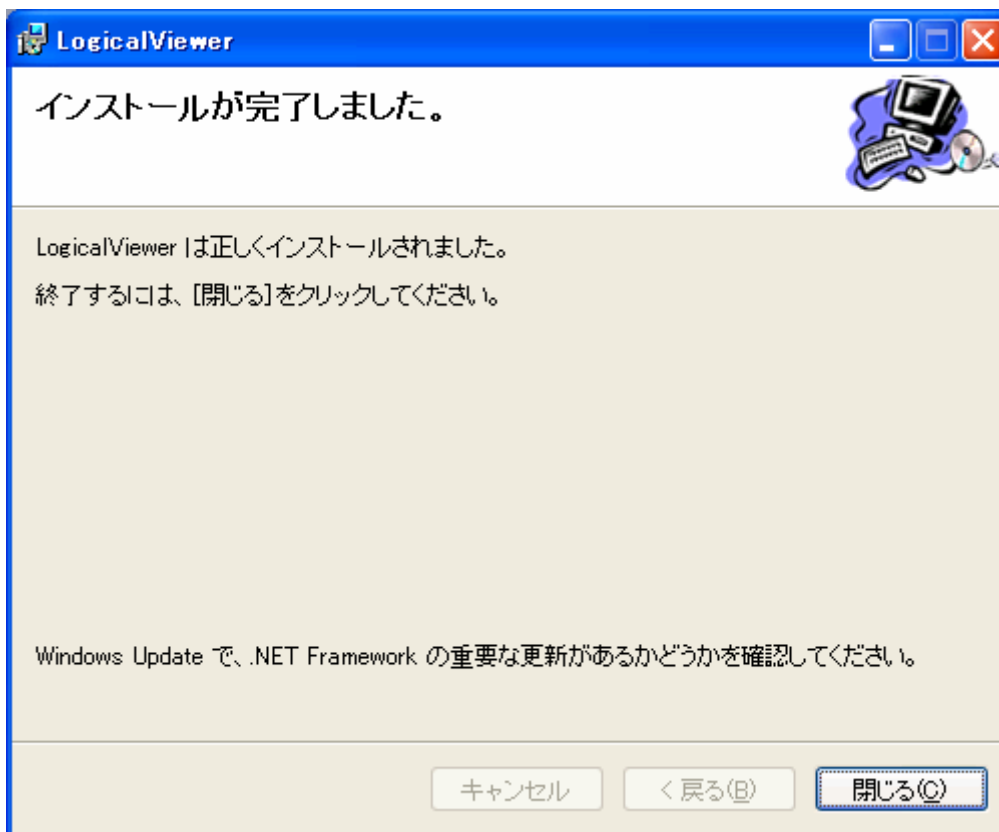 LogicalViewer
インストールが完了しました。
LogicalViewer は正しくインストールされました。
終了するには、[閉じる]をクリックしてください。
Windows Update で、.NET Framework の重要な更新があるかどうかを確認してください。
キャンセル
< 戻る(B)
閉じる(C)